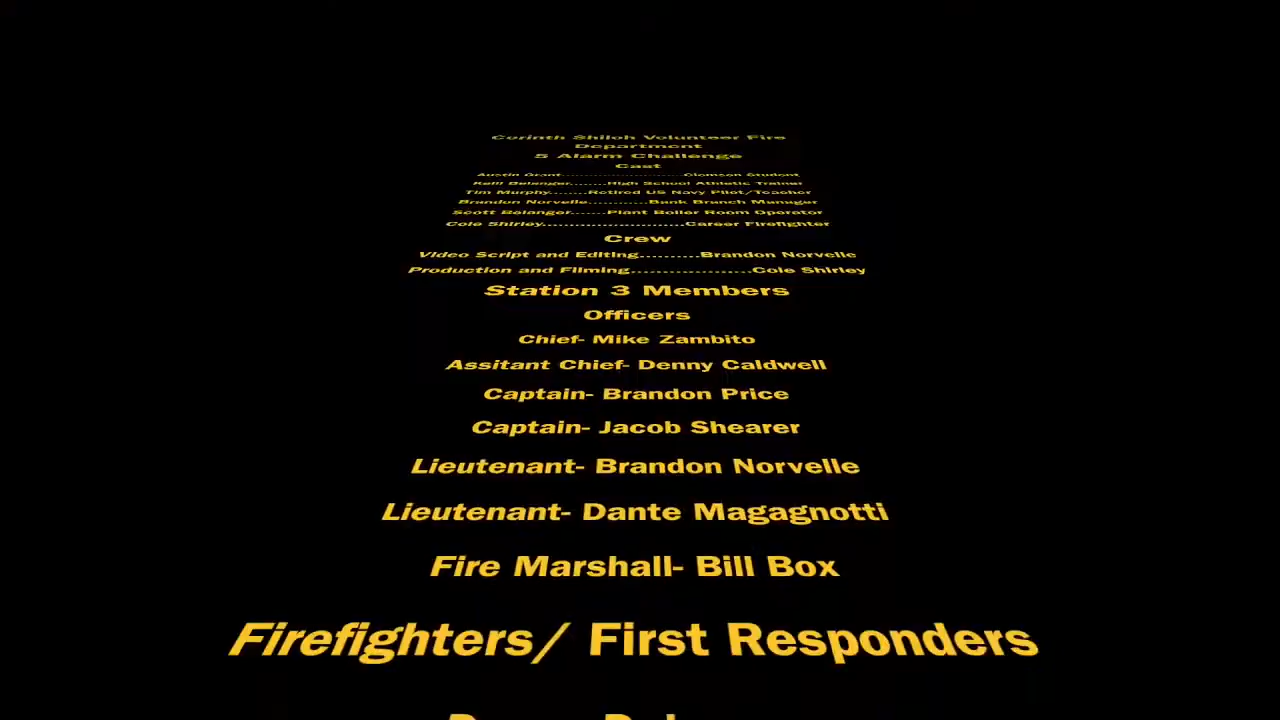 Corinth Shiloh Volunteer Fire
Department
5 Alarm Challenge
Cast
Austin Grant..............................Clemson Student
Kelli Belanger........High School Athletic Trainer
Tim Murphy........Retired US Navy Pilot/Teacher
Brandon Norvelle............Bank Branch Manager
Scott Belanger.......Plant Boiler Room Operator
Cole Shirley..........................Career Firefighter
Crew
Video Script and Editing..........Brandon Norvelle
Production and Filming....................Cole Shirley
Station 3 Members
Officers
Chief- Mike Zambito
Assitant Chief- Denny Caldwell
Captain- Brandon Price
Captain- Jacob Shearer
Lieutenant- Brandon Norvelle
Lieutenant- Dante Magagnotti
Fire Marshall- Bill Box
Firefighters/ First Responders